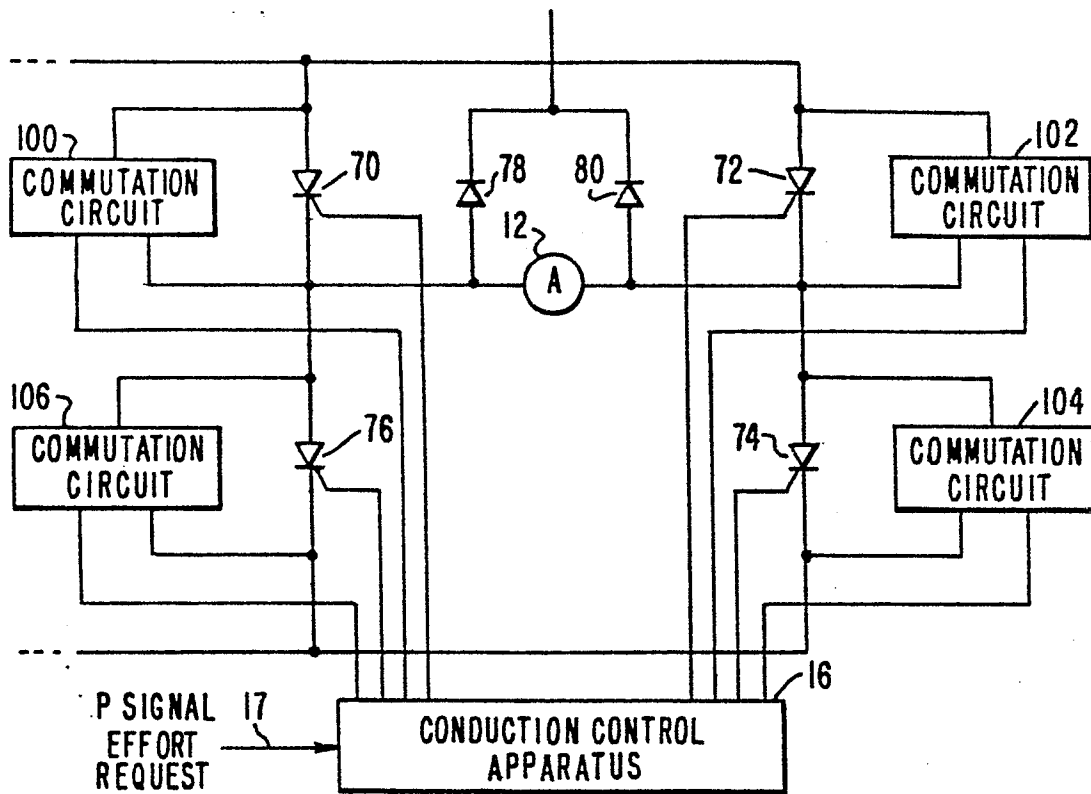 100
COMMUTATION
CIRCUIT
70
78
80
12
A
72
102
COMMUTATION
CIRCUIT
106
COMMUTATION
CIRCUIT
76
74
104
COMMUTATION
CIRCUIT
P SIGNAL
EFFORT
REQUEST
17
16
CONDUCTION CONTROL
APPARATUS